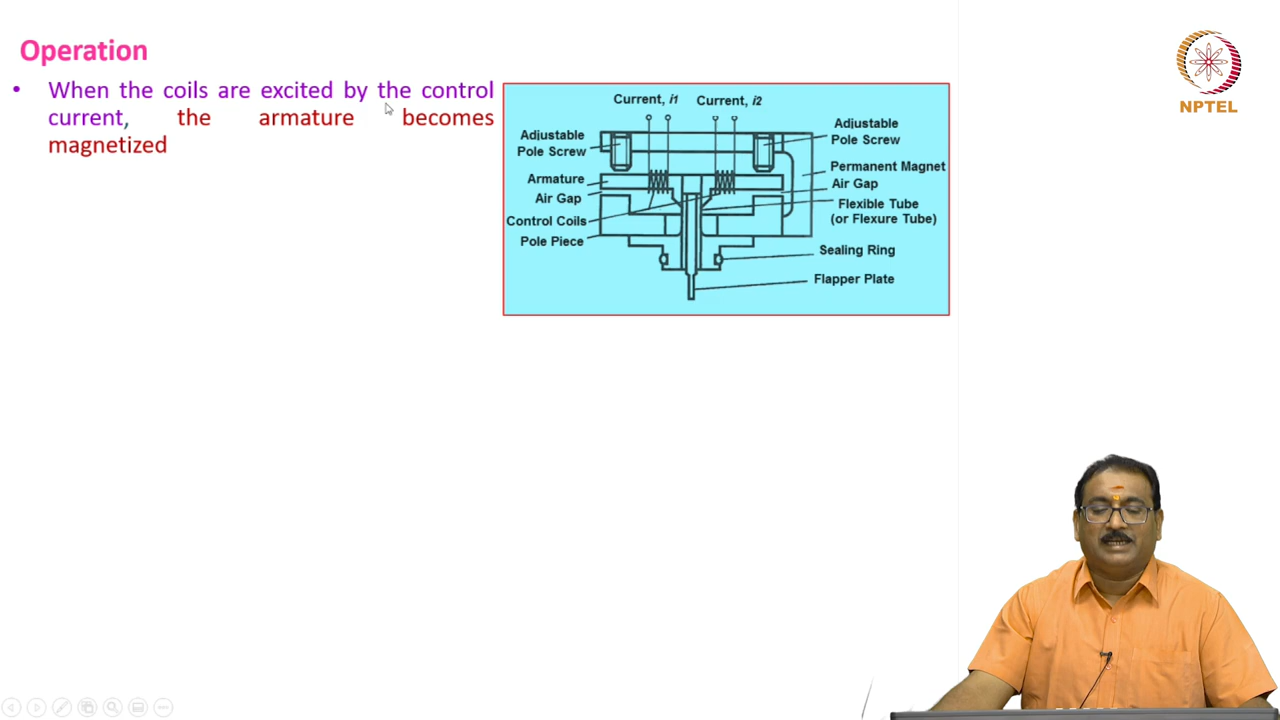 Operation
• When the coils are excited by the control
current, the armature becomes
magnetized
Current, i1 Current, i2
Adjustable
Pole Screw
Armature
Air Gap
Control Coils
Pole Piece
Adjustable
Pole Screw
Permanent Magnet
Air Gap
Flexible Tube
(or Flexure Tube)
Sealing Ring
Flapper Plate
NPTEL